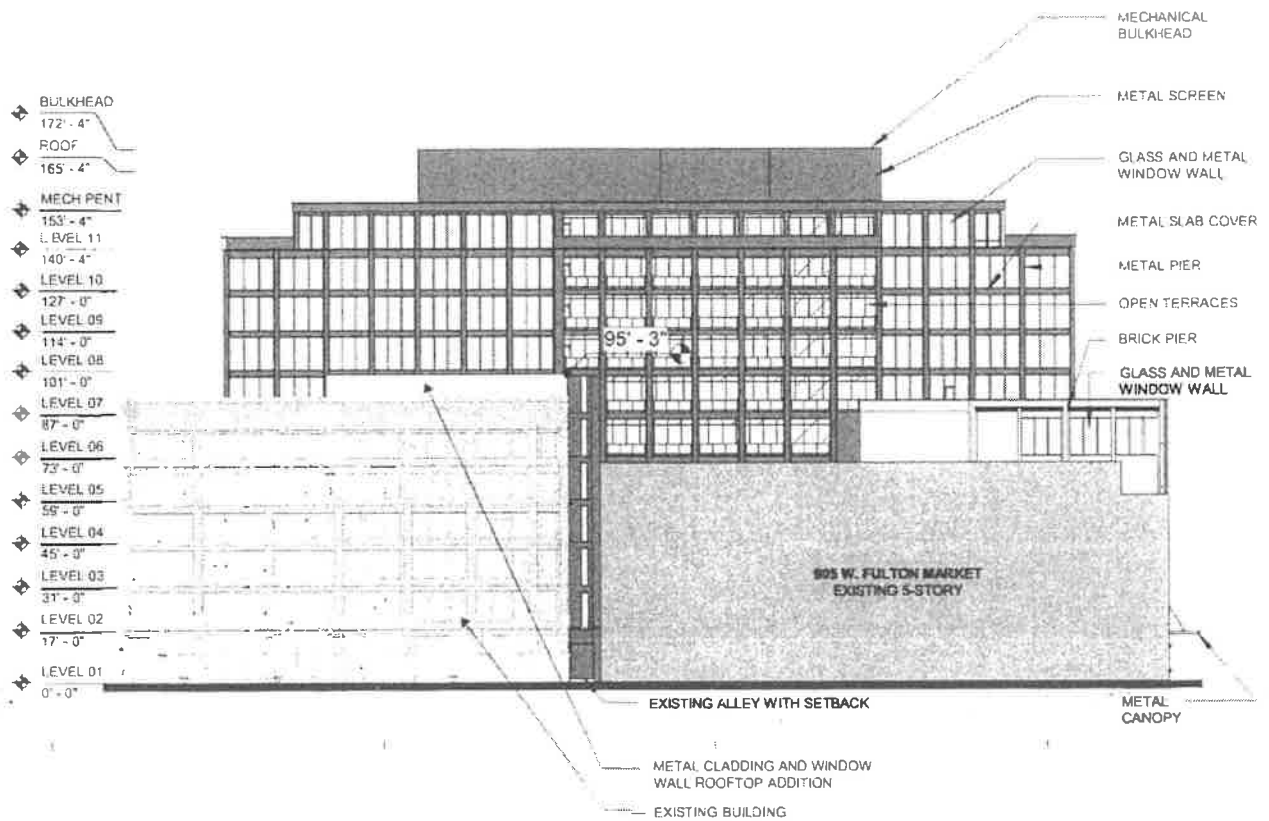 MECHANICAL
BULKHEAD
METAL SCREEN
GLASS AND METAL
WINDOW WALL
METAL SLAB COVER
METAL PIER
OPEN TERRACES
BRICK PIER
GLASS AND METAL
WINDOW WALL
BULKHEAD
172' - 4"
ROOF
165' - 4"
MECH PENT
153' - 4"
LEVEL 11
140' - 4"
LEVEL 10
127' - 0"
LEVEL 09
114' - 0"
LEVEL 08
101' - 0"
LEVEL 07
87' - 0"
LEVEL 06
73' - 0"
LEVEL 05
59' - 0"
LEVEL 04
45' - 0"
LEVEL 03
31' - 0"
LEVEL 02
17' - 0"
LEVEL 01
0' - 0"
95' - 3"
905 W. FULTON MARKET
EXISTING 5-STORY
EXISTING ALLEY WITH SETBACK
METAL
CANOPY
METAL CLADDING AND WINDOW
WALL ROOFTOP ADDITION
EXISTING BUILDING